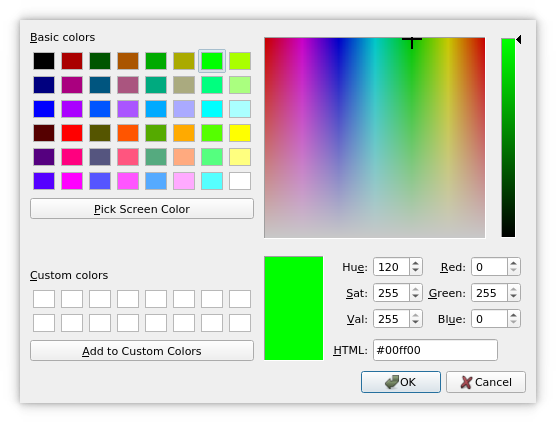 Basic colors
Pick Screen Color
Custom colors
Add to Custom Colors
Hue: 120 Red: 0
Sat: 255 Green: 255
Val: 255 Blue: 0
HTML: #00ff00
OK Cancel